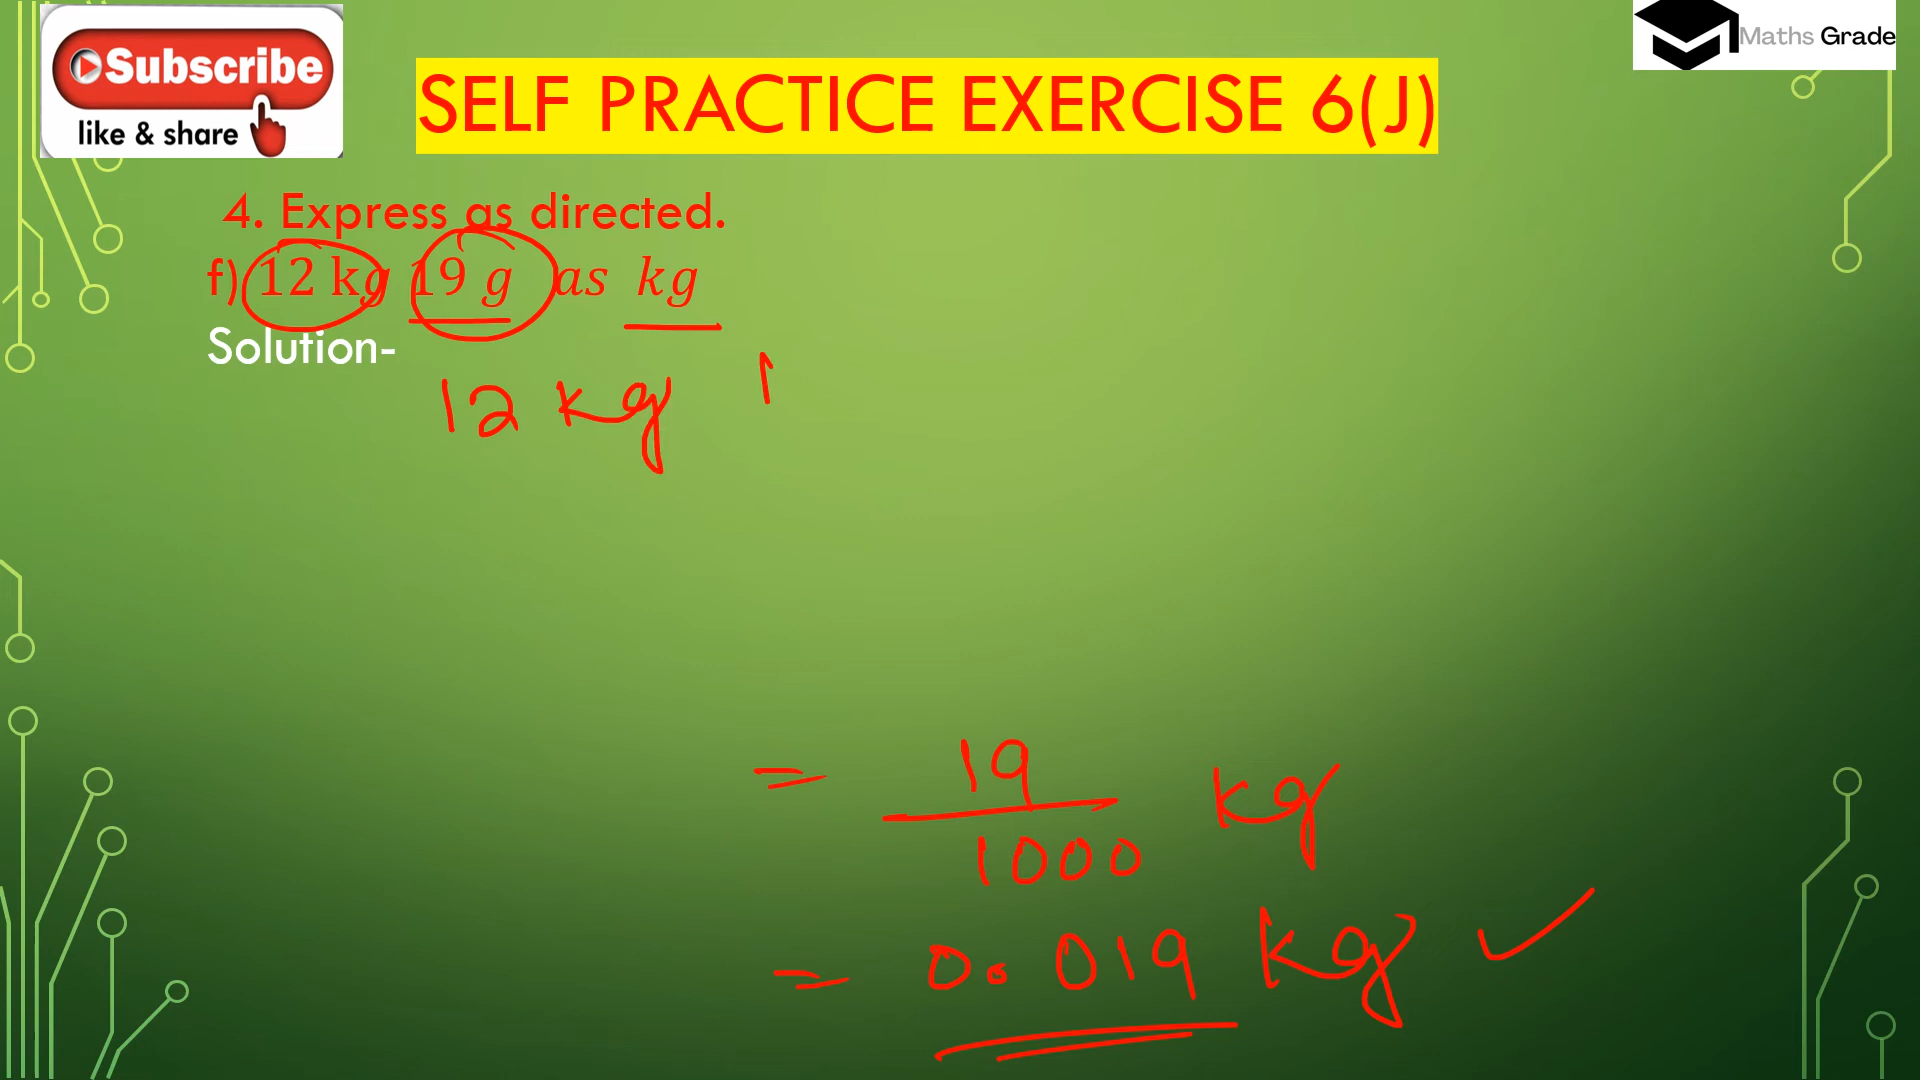 Subscribe
like & share
Maths Grade
SELF PRACTICE EXERCISE 6(J)
4. Express as directed.
f) 12 kg 19 g as kg
Solution-
12 kg 1
= 19/1000 kg
= 0.019 kg ✓